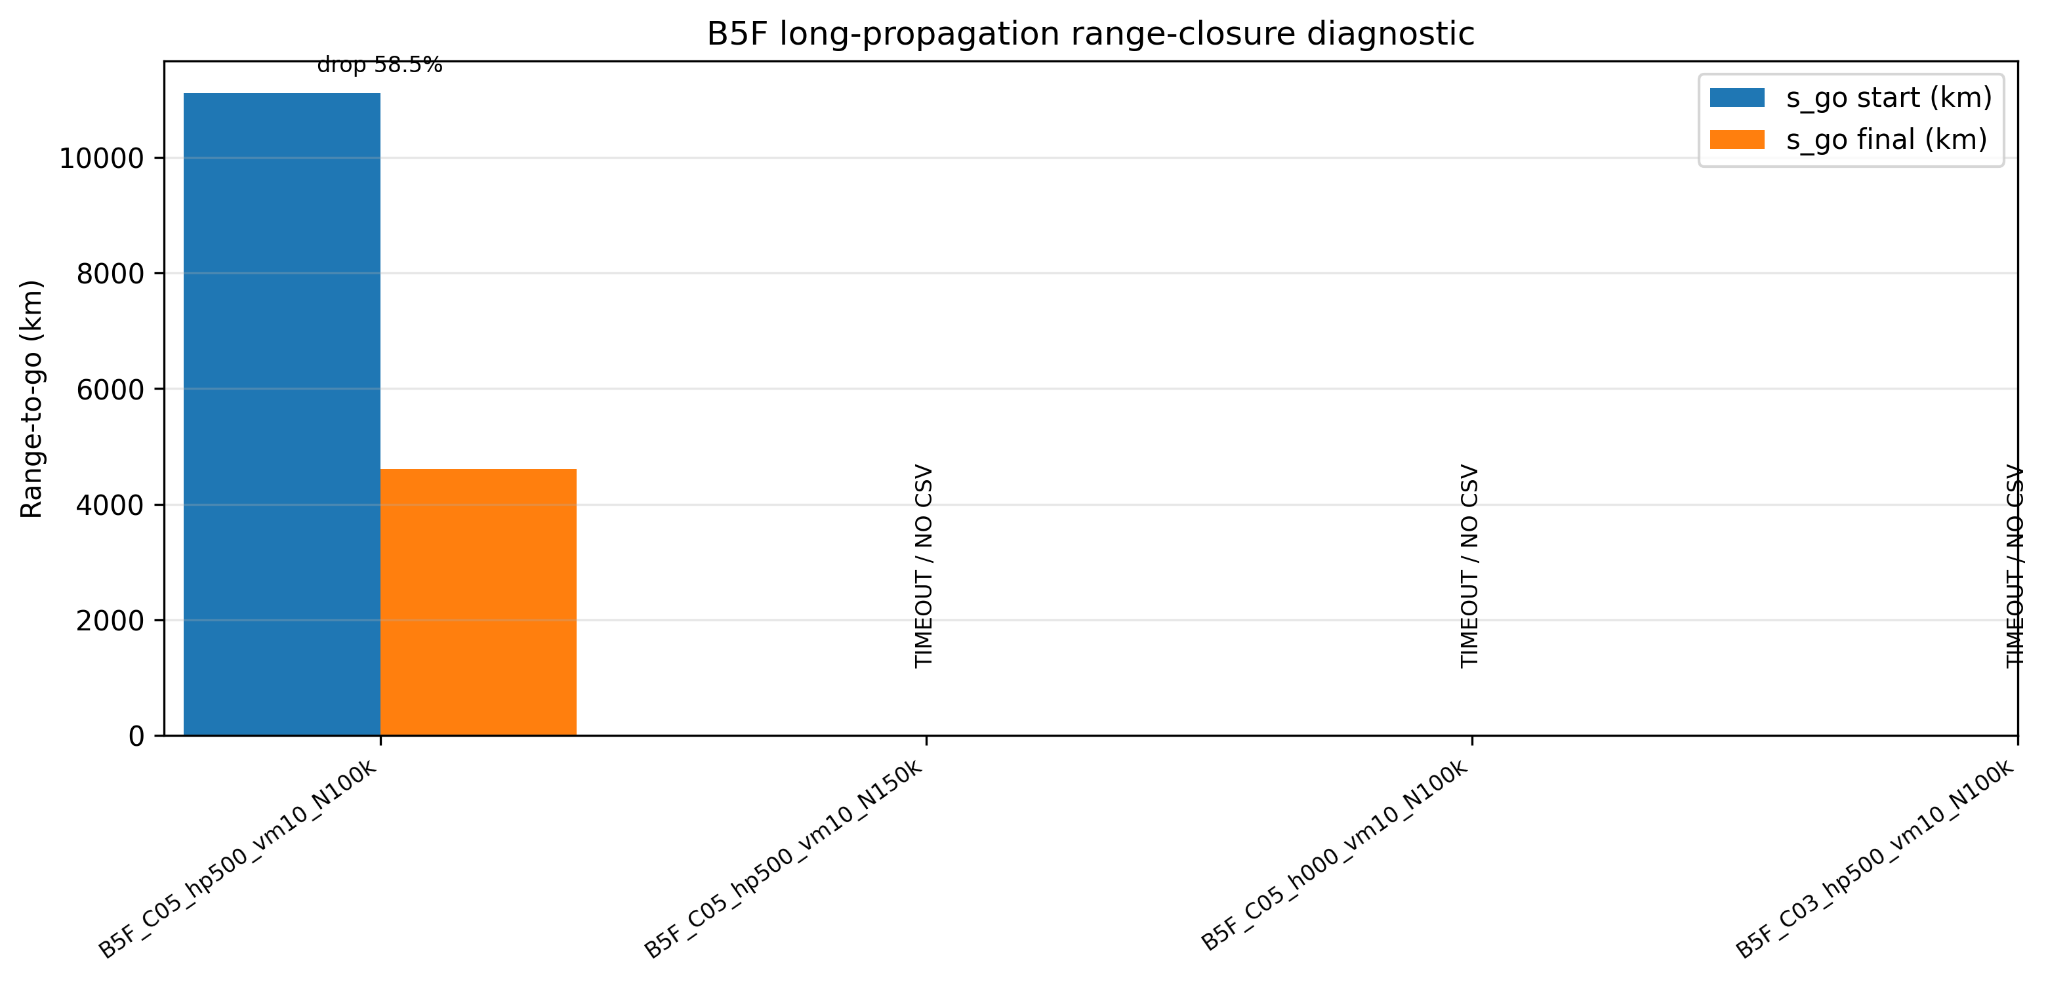 B5F long-propagation range-closure diagnostic
drop 58.5%
s_go start (km)
s_go final (km)
Range-to-go (km)
10000
8000
6000
4000
2000
0
TIMEOUT / NO CSV
TIMEOUT / NO CSV
TIMEOUT / NO CSV
B5F_C05_hp500_vm10_N100k
B5F_C05_hp500_vm10_N150k
B5F_C05_h000_vm10_N100k
B5F_C03_hp500_vm10_N100k